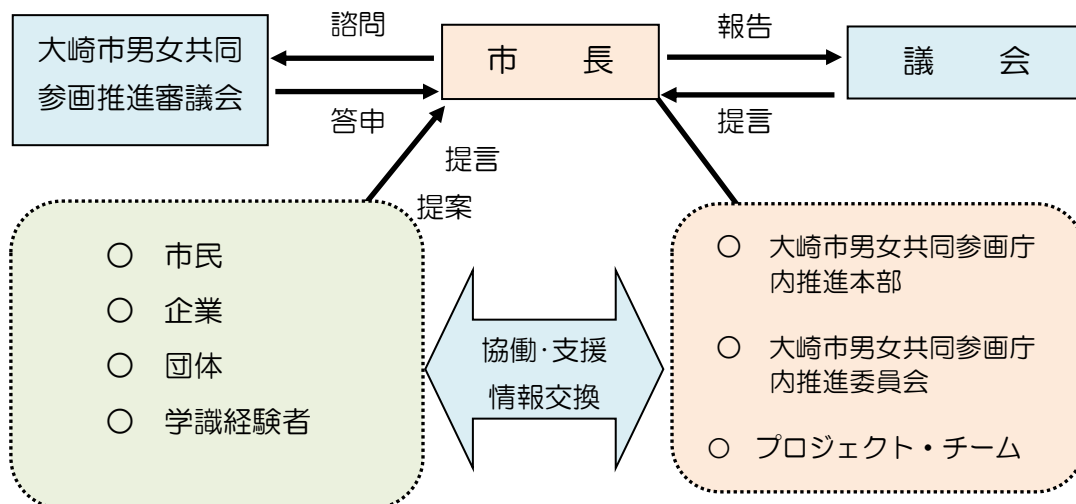 諮問
報告
大崎市男女共同
参画推進審議会
市　長
議　会
答申
提言
提言
提案
○ 市民
○ 企業
○ 団体
○ 学識経験者
協働・支援
情報交換
○ 大崎市男女共同参画庁
内推進本部
○ 大崎市男女共同参画庁
内推進委員会
○ プロジェクト・チーム